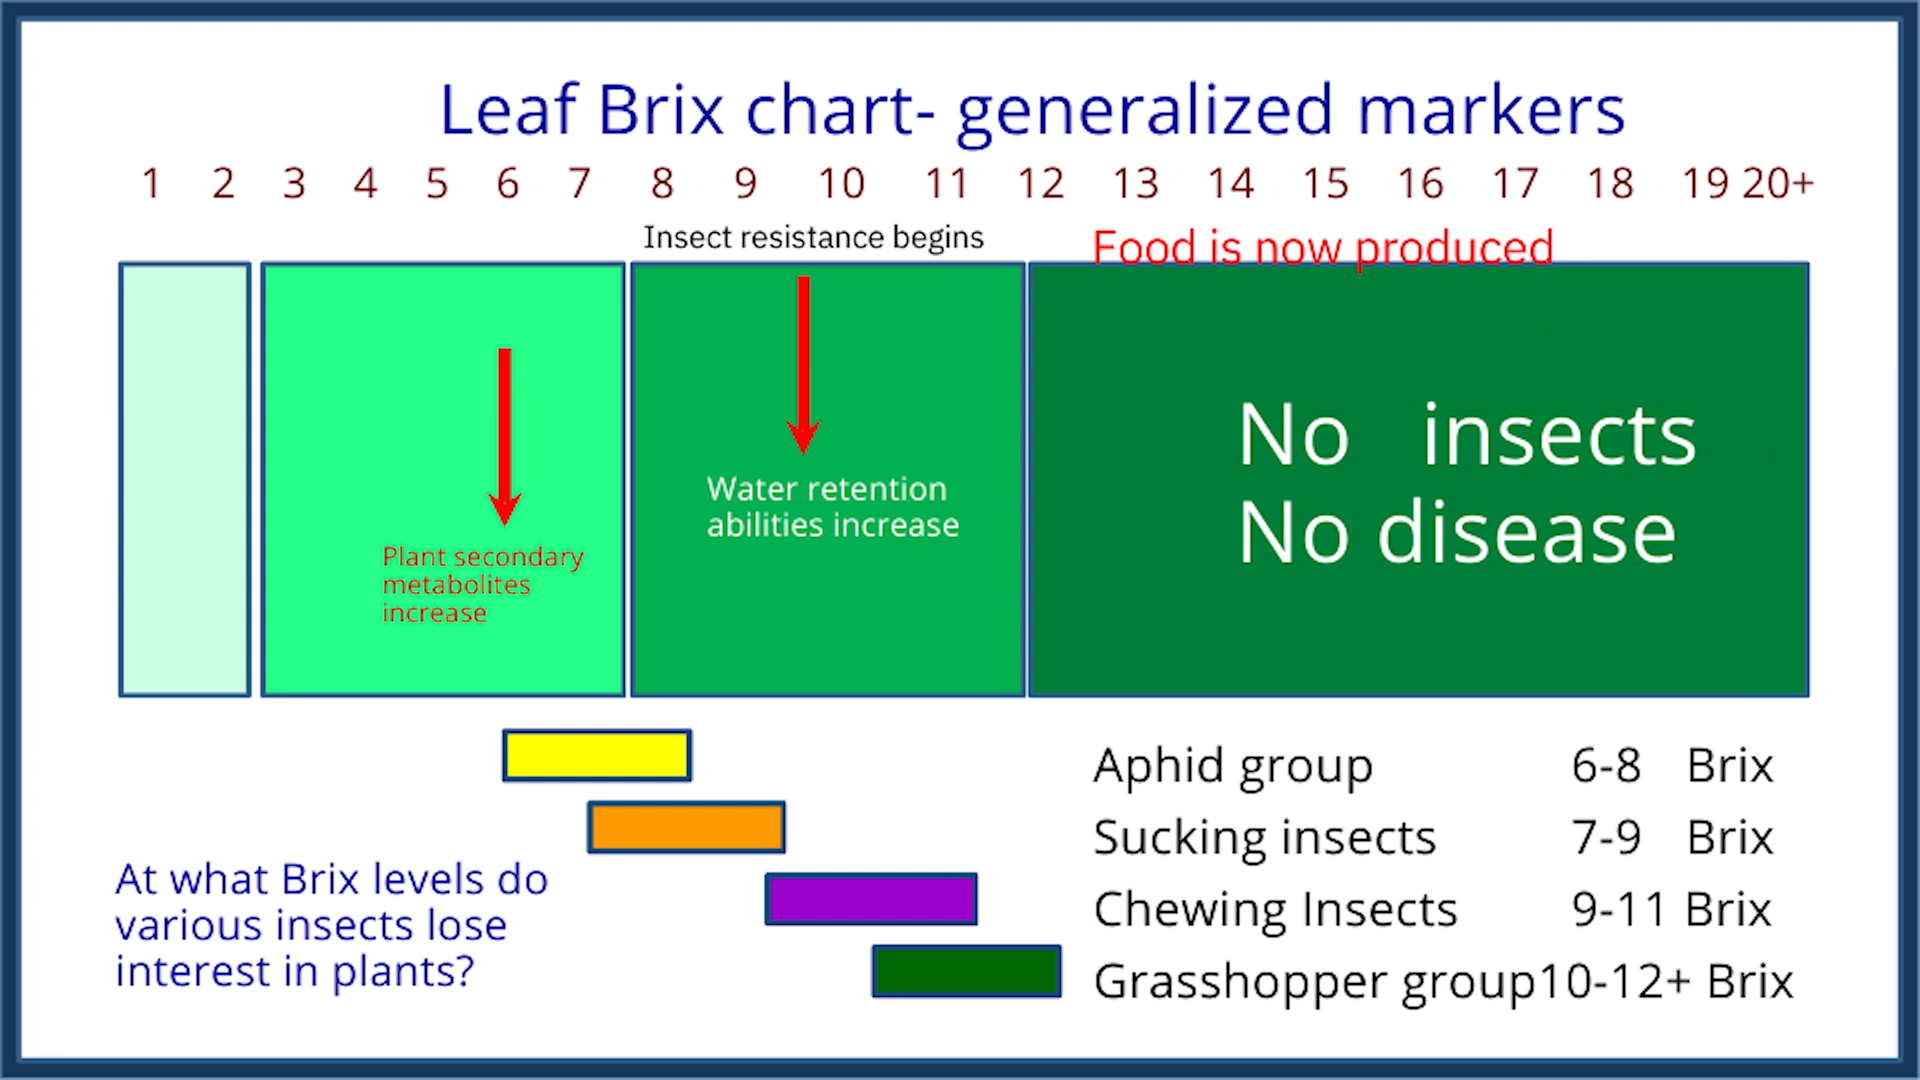 Leaf Brix chart- generalized markers
1 2 3 4 5 6 7 8 9 10 11 12 13 14 15 16 17 18 19 20+
Insect resistance begins
Food is now produced
Plant secondary
metabolites
increase
Water retention
abilities increase
No insects
No disease
At what Brix levels do
various insects lose
interest in plants?
Aphid group 6-8 Brix
Sucking insects 7-9 Brix
Chewing Insects 9-11 Brix
Grasshopper group10-12+ Brix